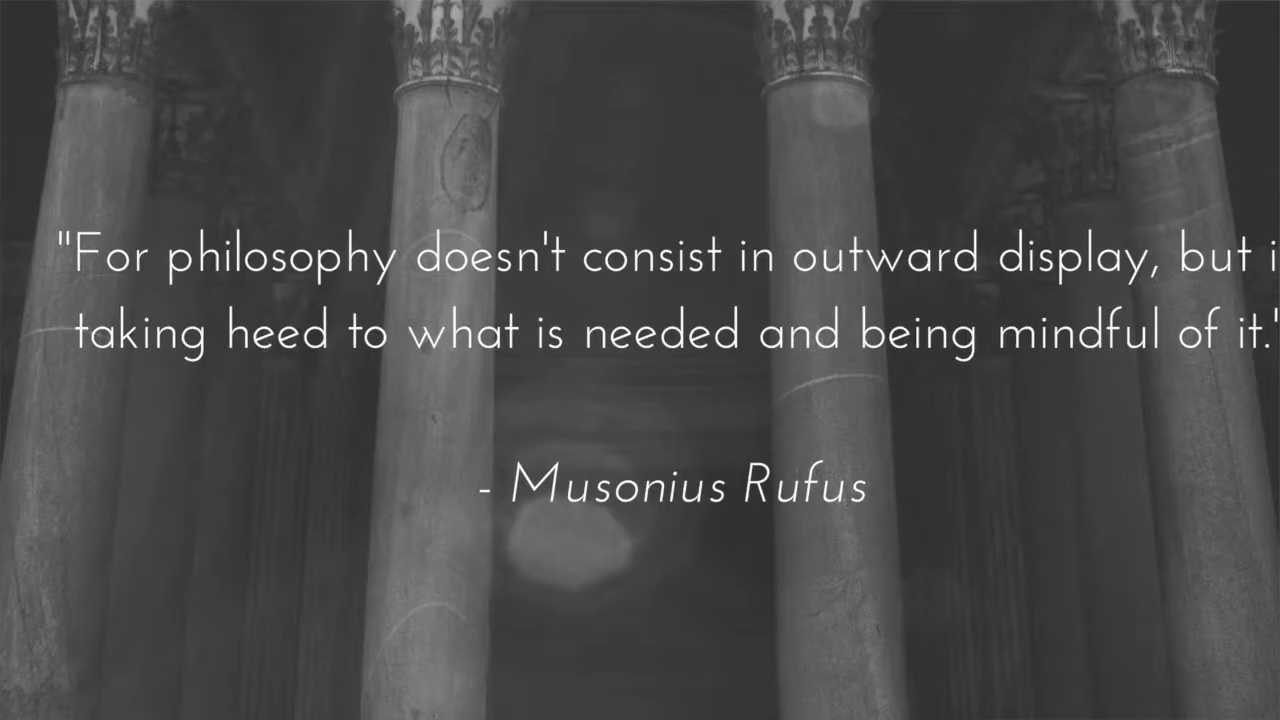 "For philosophy doesn't consist in outward display, but i
taking heed to what is needed and being mindful of it."
- Musonius Rufus